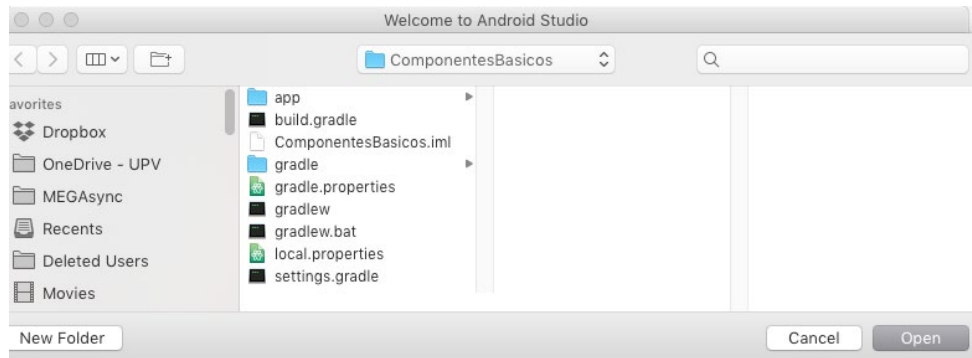 Welcome to Android Studio
ComponentesBasicos
avorites
Dropbox
OneDrive - UPV
MEGAsync
Recents
Deleted Users
Movies
app
build.gradle
ComponentesBasicos.iml
gradle
gradle.properties
gradlew
gradlew.bat
local.properties
settings.gradle
New Folder
Cancel
Open